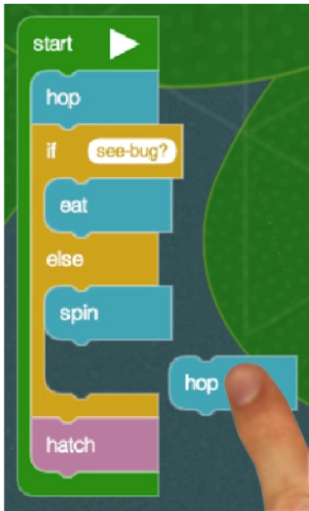 start
hop
if see-bug?
eat
else
spin
hop
hatch